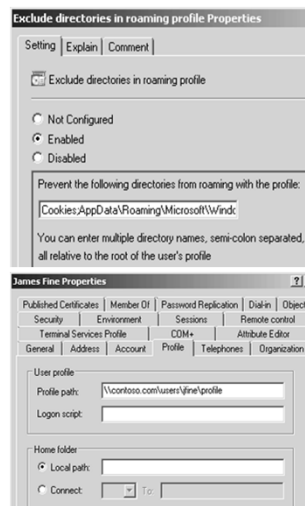 Exclude directories in roaming profile Properties
Setting Explain Comment
Exclude directories in roaming profile
Not Configured
Enabled
Disabled
Prevent the following directories from roaming with the profile:
Cookies;AppData\Roaming\Microsoft\Windc
You can enter multiple directory names, semi-colon separated,
all relative to the root of the user's profile
James Fine Properties ?
Published Certificates Member Of Password Replication Dial-in Object
Security Environment Sessions Remote control
Terminal Services Profile COM+ Attribute Editor
General Address Account Profile Telephones Organization
User profile
Profile path: \\contoso.com\users\jfine\profile
Logon script:
Home folder
Local path:
Connect: To: